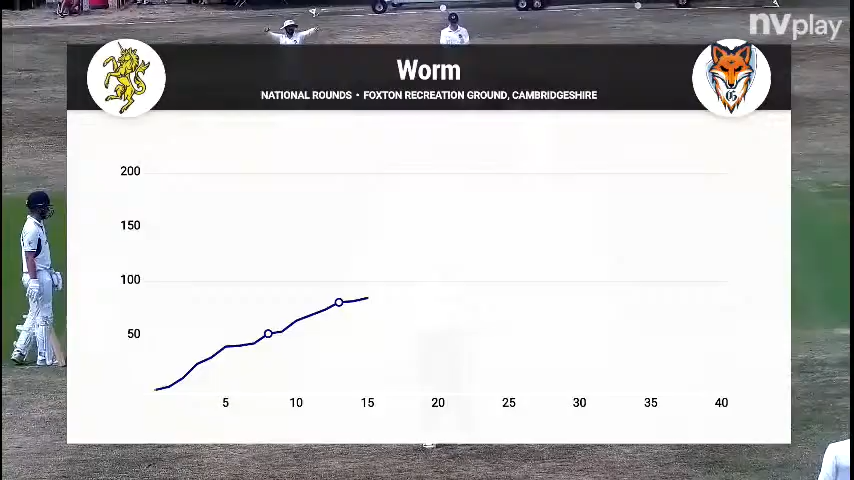 nvplay
Worm
NATIONAL ROUNDS • FOXTON RECREATION GROUND, CAMBRIDGESHIRE
G
200
150
100
50
5 10 15 20 25 30 35 40